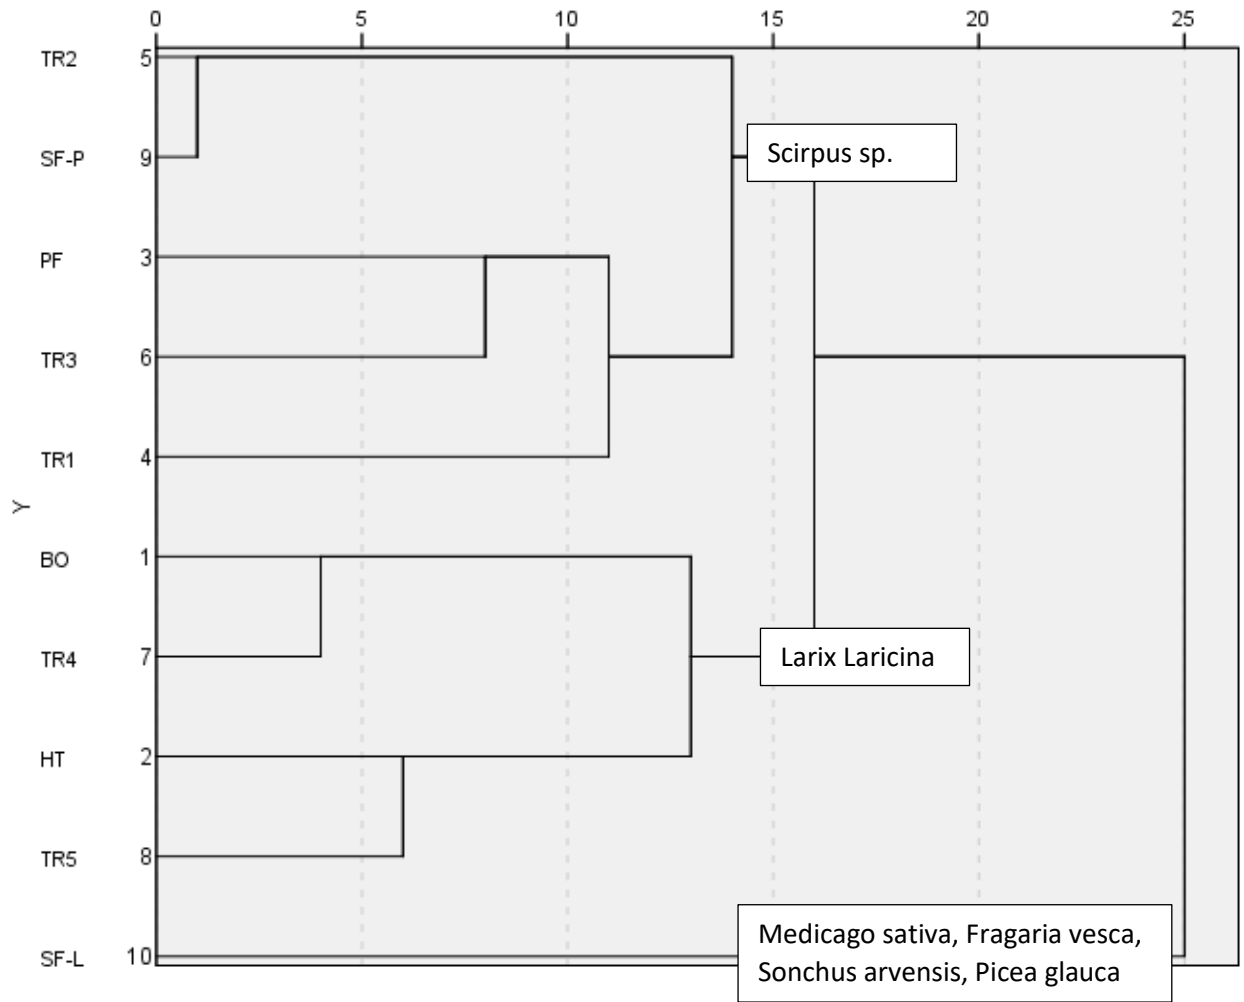 0 5 10 15 20 25
TR2 5
Scirpus sp.
SF-P 9
PF 3
TR3 6
TR1 4
Y
BO 1
Larix Laricina
TR4 7
HT 2
TR5 8
Medicago sativa, Fragaria vesca,
Sonchus arvensis, Picea glauca
SF-L 10